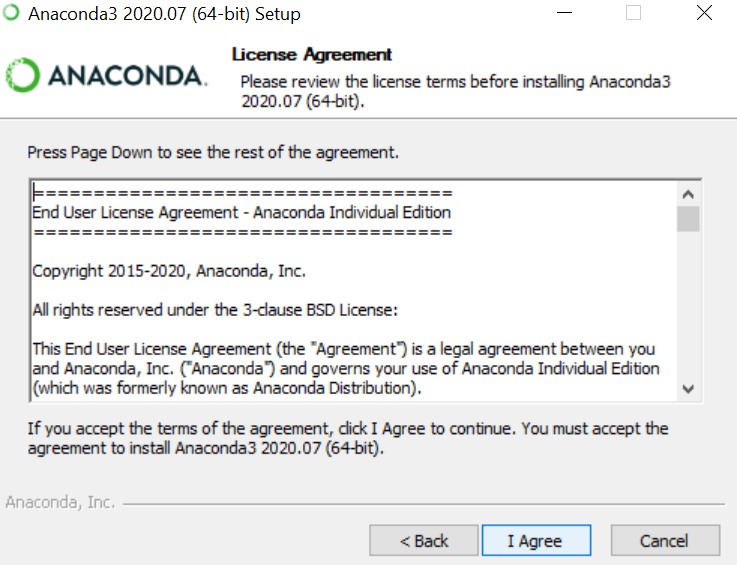 Anaconda3 2020.07 (64-bit) Setup
ANACONDA.
License Agreement
Please review the license terms before installing Anaconda3
2020.07 (64-bit).
Press Page Down to see the rest of the agreement.
===================================
End User License Agreement - Anaconda Individual Edition
===================================
Copyright 2015-2020, Anaconda, Inc.
All rights reserved under the 3-clause BSD License:
This End User License Agreement (the "Agreement") is a legal agreement between you
and Anaconda, Inc. ("Anaconda") and governs your use of Anaconda Individual Edition
(which was formerly known as Anaconda Distribution).
If you accept the terms of the agreement, click I Agree to continue. You must accept the
agreement to install Anaconda3 2020.07 (64-bit).
Anaconda, Inc.
< Back
I Agree
Cancel